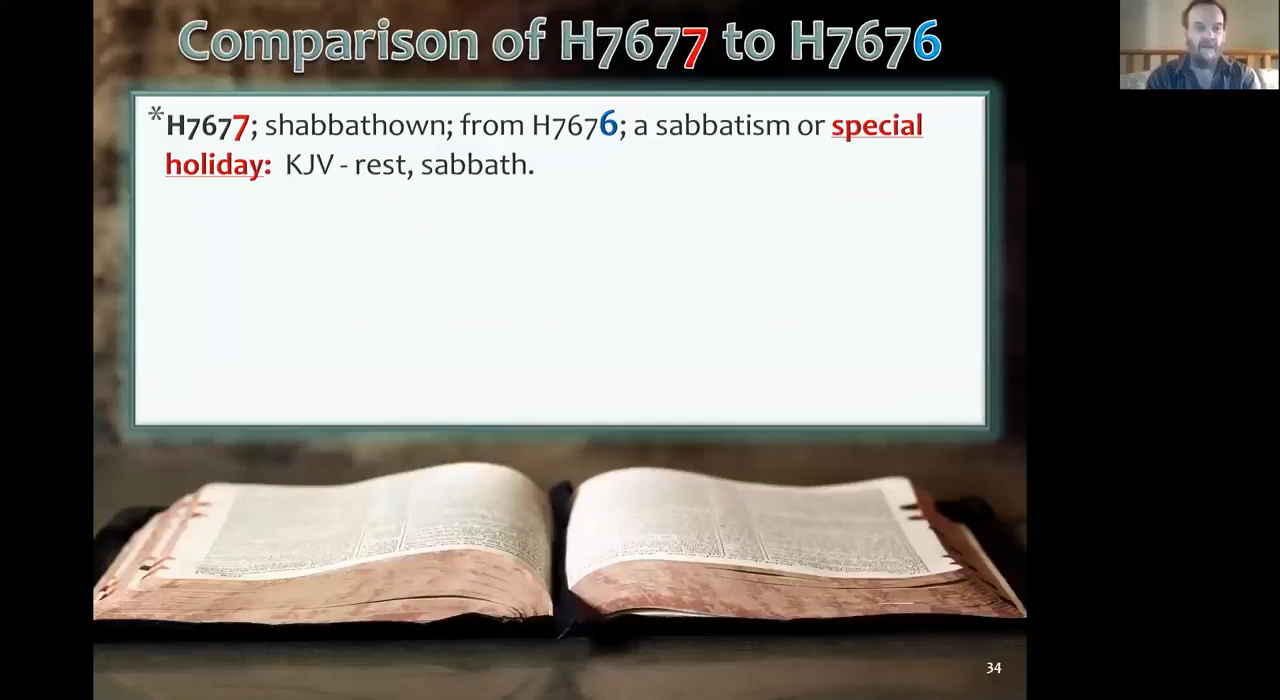 Comparison of H7677 to H7676
*H7677; shabbathown; from H7676; a sabbatism or special
holiday: KJV - rest, sabbath.
34